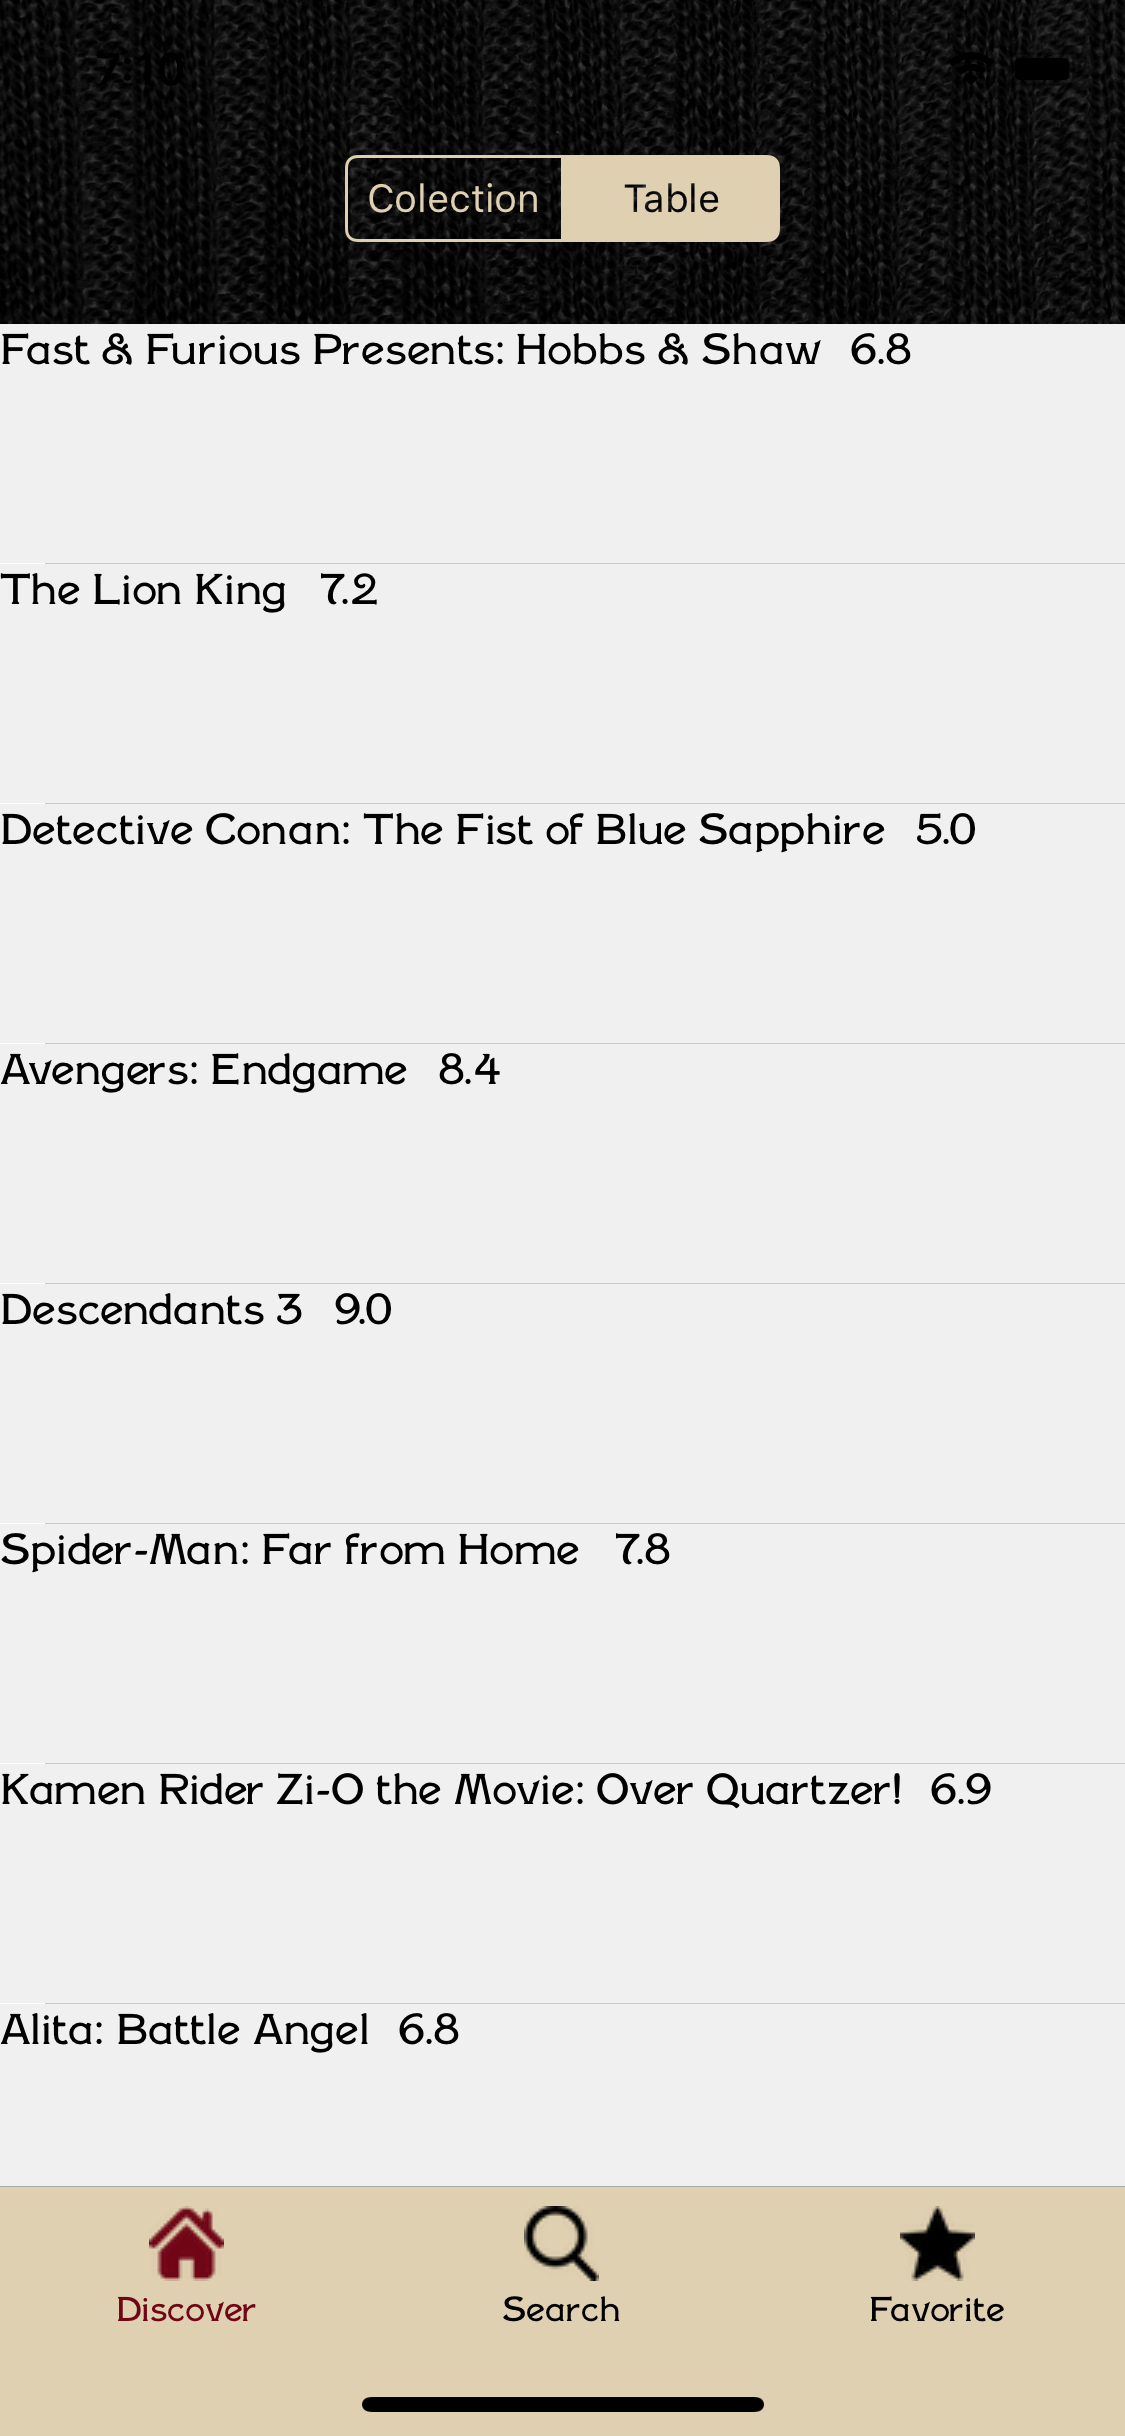 7:10
Colection Table
Fast & Furious Presents: Hobbs & Shaw 6.8
The Lion King 7.2
Detective Conan: The Fist of Blue Sapphire 5.0
Avengers: Endgame 8.4
Descendants 3 9.0
Spider-Man: Far from Home 7.8
Kamen Rider Zi-O the Movie: Over Quartzer! 6.9
Alita: Battle Angel 6.8
Discover Search Favorite